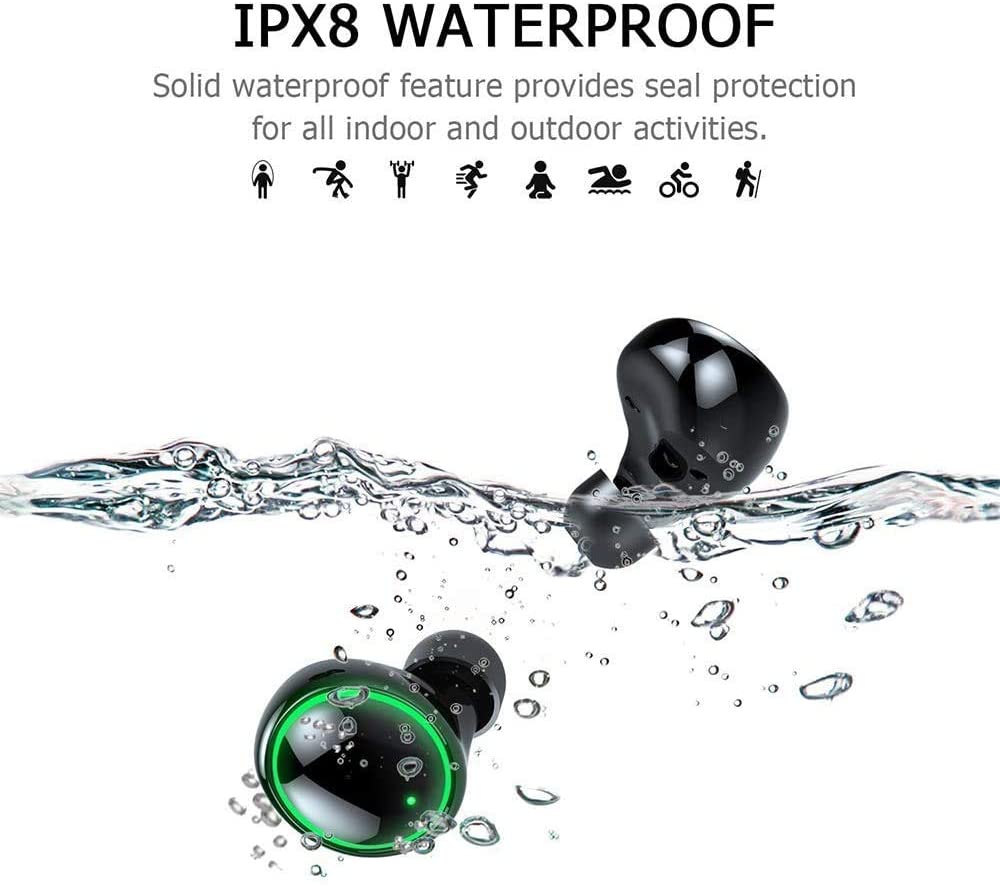 IPX8 WATERPROOF
Solid waterproof feature provides seal protection
for all indoor and outdoor activities.